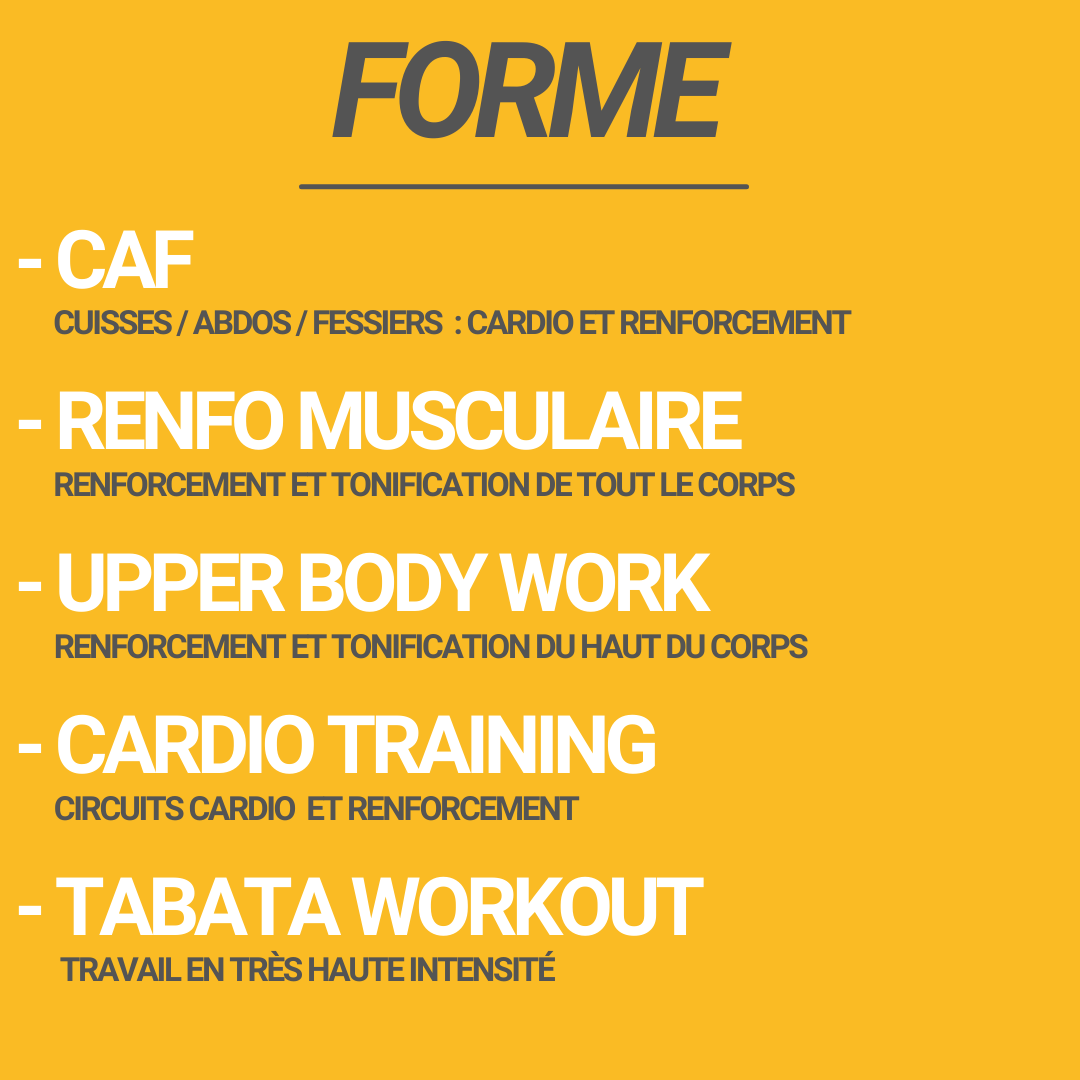 FORME
- CAF
CUISSES / ABDOS / FESSIERS : CARDIO ET RENFORCEMENT
- RENFO MUSCULAIRE
RENFORCEMENT ET TONIFICATION DE TOUT LE CORPS
- UPPER BODY WORK
RENFORCEMENT ET TONIFICATION DU HAUT DU CORPS
- CARDIO TRAINING
CIRCUITS CARDIO ET RENFORCEMENT
- TABATA WORKOUT
TRAVAIL EN TRÈS HAUTE INTENSITÉ